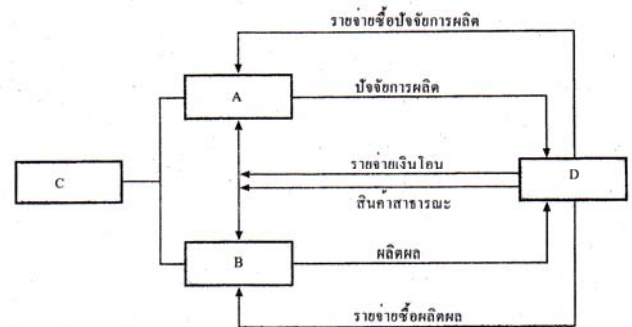 รายจ่ายซื้อปัจจัยการผลิต
A
ปัจจัยการผลิต
รายจ่ายเงินโอน
C
D
สินค้าสาธารณะ
B
ผลิตผล
รายจ่ายซื้อผลิตผล